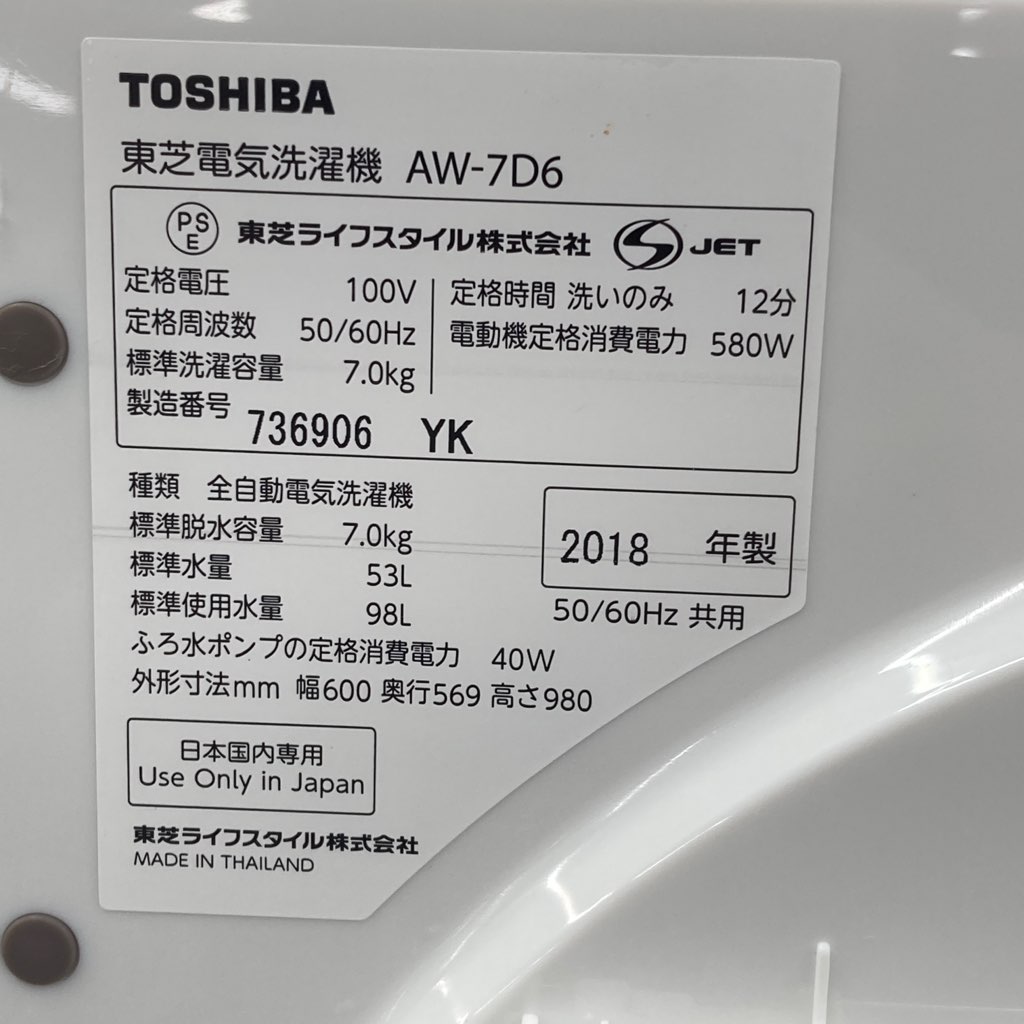 TOSHIBA
東芝電気洗濯機 AW-7D6
PSE 東芝ライフスタイル株式会社 S JET
定格電圧 100V
定格周波数 50/60Hz
標準洗濯容量 7.0kg
定格時間 洗いのみ 12分
電動機定格消費電力 580W
製造番号 736906 YK
種類 全自動電気洗濯機
標準脱水容量 7.0kg
標準水量 53L
標準使用水量 98L
2018 年製
50/60Hz 共用
ふろ水ポンプの定格消費電力 40W
外形寸法mm 幅600 奥行569 高さ980
日本国内専用
Use Only in Japan
東芝ライフスタイル株式会社
MADE IN THAILAND